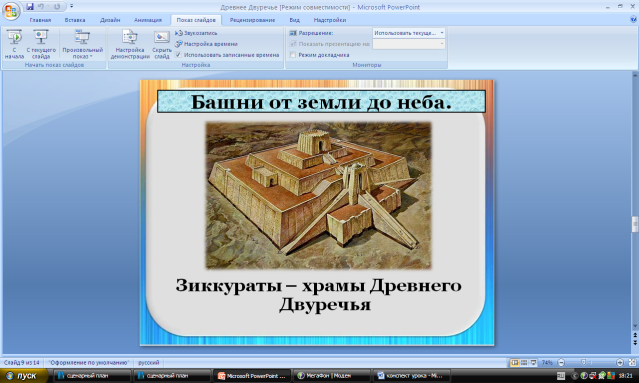 Древнее Двуречье [Режим совместимости] - Microsoft PowerPoint
Главная Вставка Дизайн Анимация Показ слайдов Рецензирование Вид Надстройки
С начала
С текущего слайда
Произвольный показ
Начать показ слайдов
Настройка демонстрации
Скрыть слайд
Звукозапись
Настройка времени
Использовать записанные времена
Настройка
Разрешение: Использовать текуще...
Показать презентацию на:
Режим докладчика
Мониторы
Башни от земли до неба.
Зиккураты – храмы Древнего
Двуречья
Слайд 9 из 14 "Оформление по умолчанию" русский 74%
пуск сценарный план сценарный план Microsoft PowerPoint ... МегаФон | Модем конспект урока - Mi... 18:21